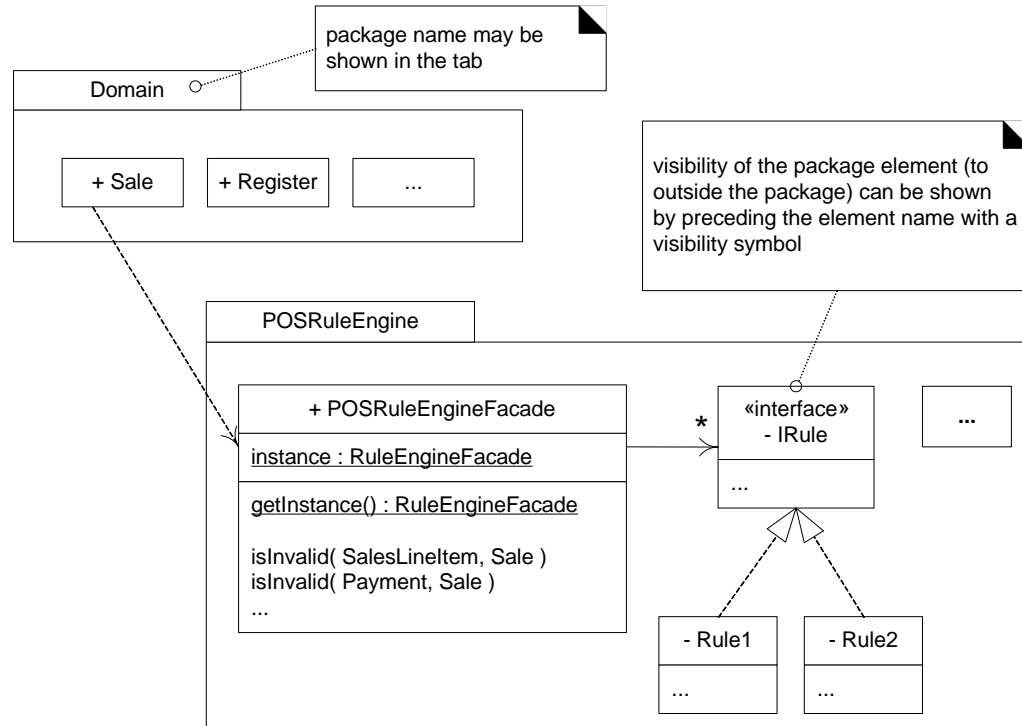 package name may be
shown in the tab
Domain
+ Sale
+ Register
...
visibility of the package element (to
outside the package) can be shown
by preceding the element name with a
visibility symbol
POSRuleEngine
+ POSRuleEngineFacade
instance : RuleEngineFacade
getInstance() : RuleEngineFacade
isInvalid( SalesLineItem, Sale )
isInvalid( Payment, Sale )
...
*
«interface»
- IRule
...
...
- Rule1
...
- Rule2
...